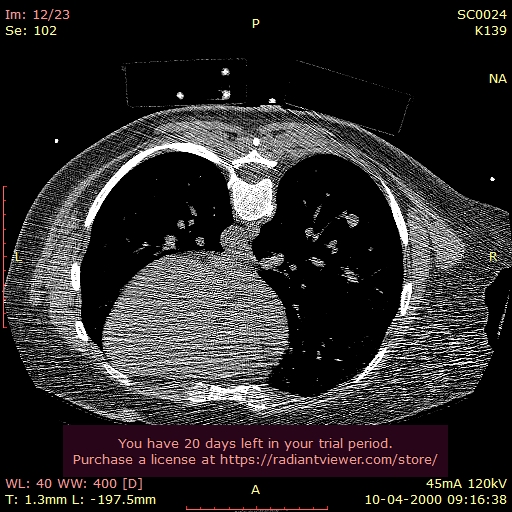 Im: 12/23
Se: 102
P
SC0024
K139
NA
L
R
You have 20 days left in your trial period.
Purchase a license at https://radiantviewer.com/store/
WL: 40 WW: 400 [D]
T: 1.3mm L: -197.5mm
A
45mA 120kV
10-04-2000 09:16:38